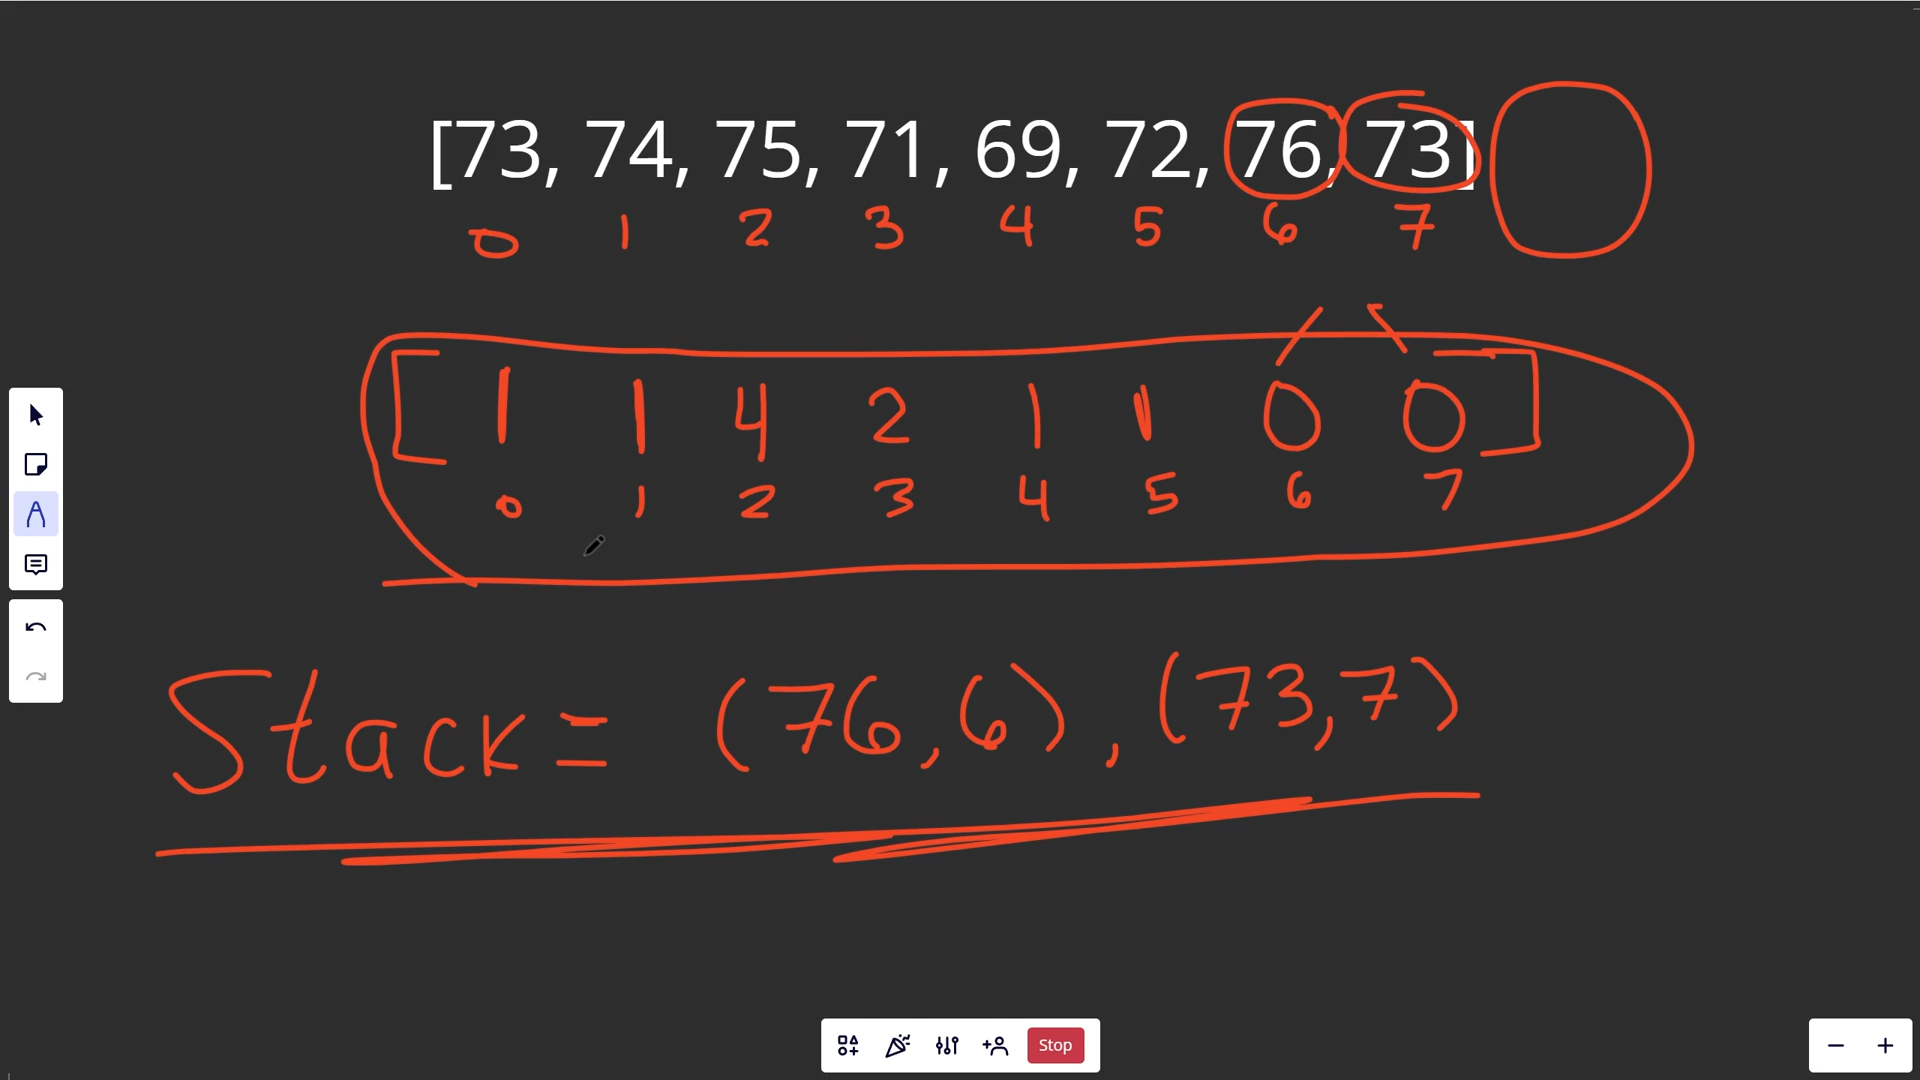 [73, 74, 75, 71, 69, 72, 76, 73]
0 1 2 3 4 5 6 7
[1 1 4 2 1 1 0 0]
0 1 2 3 4 5 6 7
Stack = (76,6), (73,7)
Stop